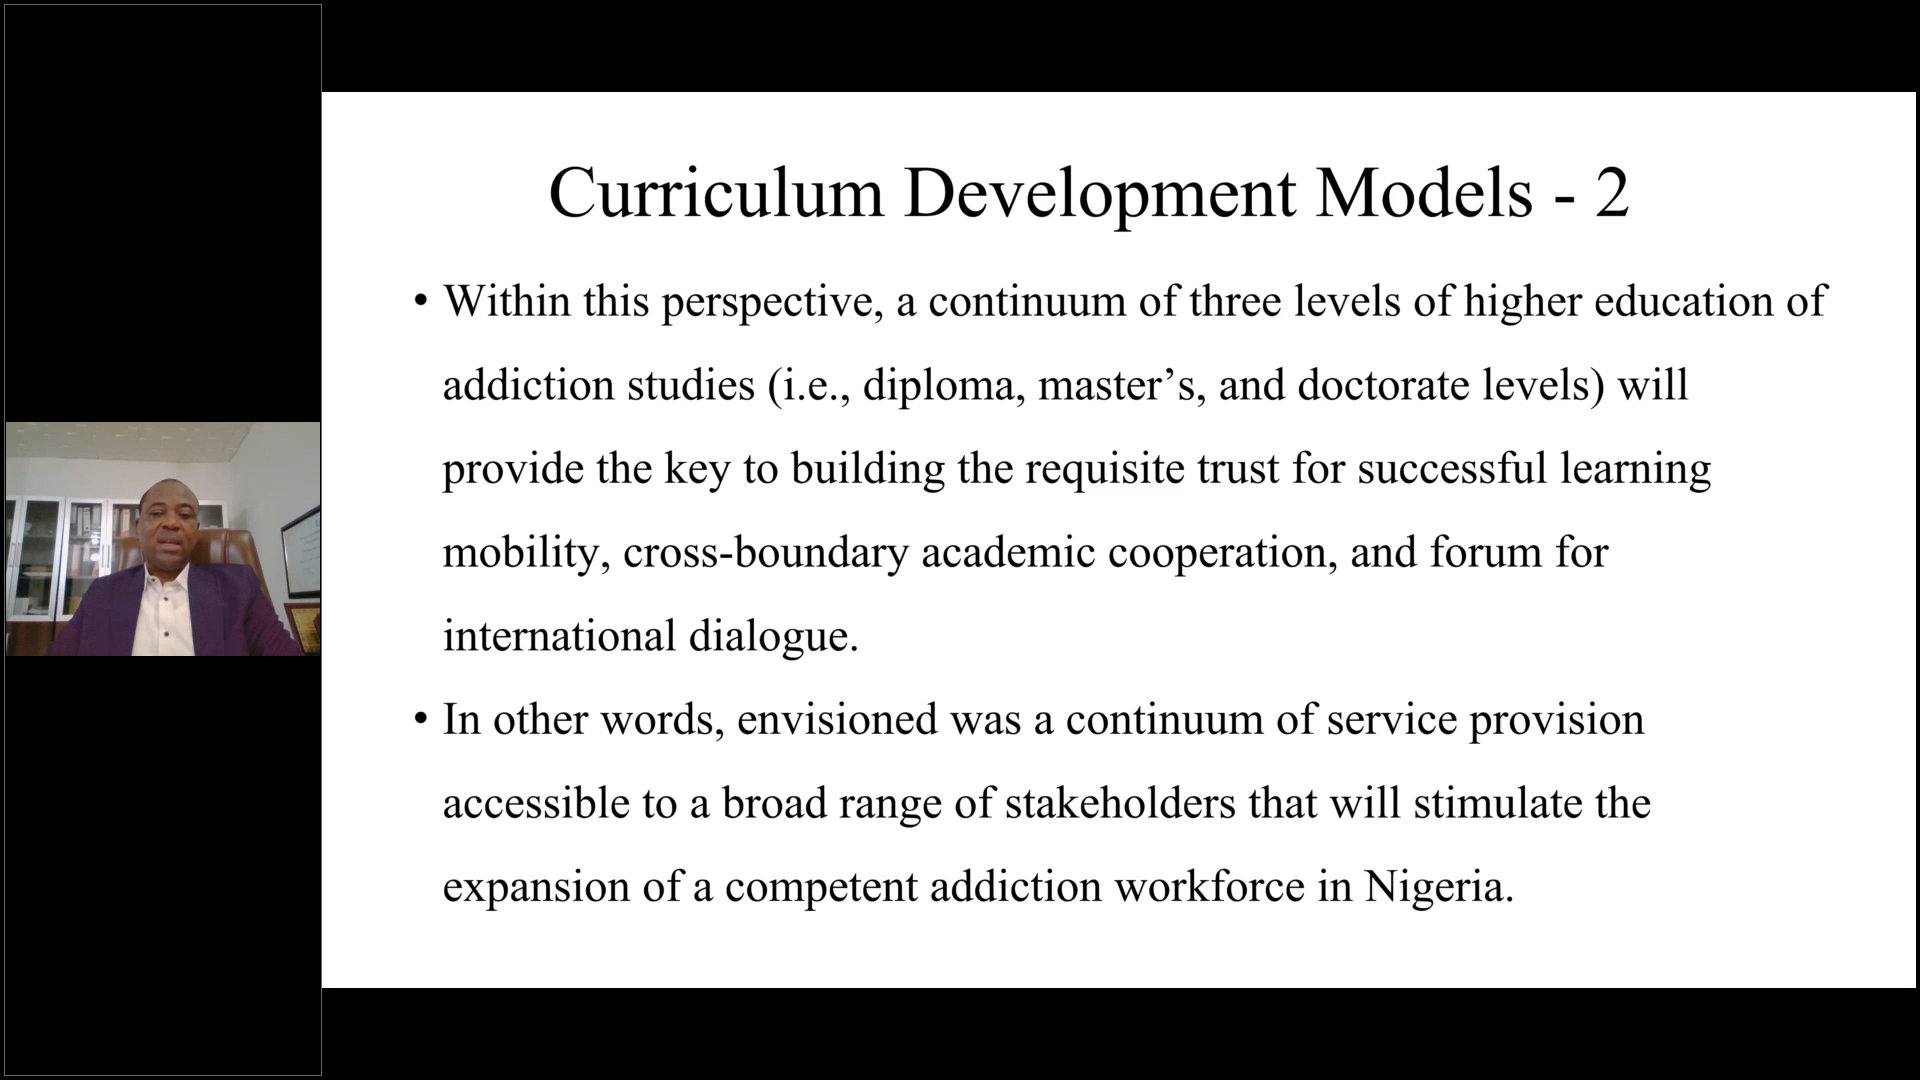 Curriculum Development Models - 2
• Within this perspective, a continuum of three levels of higher education of
addiction studies (i.e., diploma, master’s, and doctorate levels) will
provide the key to building the requisite trust for successful learning
mobility, cross-boundary academic cooperation, and forum for
international dialogue.
• In other words, envisioned was a continuum of service provision
accessible to a broad range of stakeholders that will stimulate the
expansion of a competent addiction workforce in Nigeria.